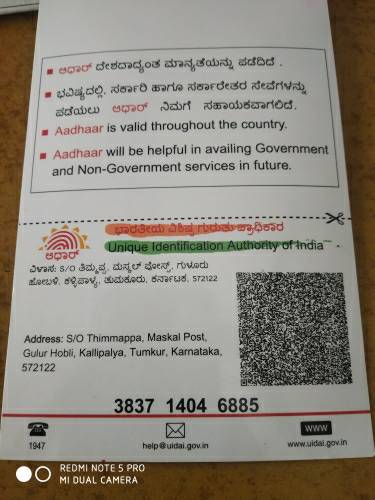 ಆಧಾರ್ ದೇಶದಾದ್ಯಂತ ಮಾನ್ಯತೆಯನ್ನು ಪಡೆದಿದೆ .
ಭವಿಷ್ಯದಲ್ಲಿ, ಸರ್ಕಾರಿ ಹಾಗೂ ಸರ್ಕಾರೇತರ ಸೇವೆಗಳನ್ನು
ಪಡೆಯಲು ಆಧಾರ್ ನಿಮಗೆ ಸಹಾಯಕವಾಗಲಿದೆ.
Aadhaar is valid throughout the country.
Aadhaar will be helpful in availing Government
and Non-Government services in future.
ಭಾರತೀಯ ವಿಶಿಷ್ಟ ಗುರುತು ಪ್ರಾಧಿಕಾರ
Unique Identification Authority of India
ಆಧಾರ್
ವಿಳಾಸ: S/O ತಿಮ್ಮಪ್ಪ, ಮಸ್ಕಲ್ ಪೋಸ್ಟ್, ಗುಳೂರು
ಹೋಬಳಿ, ಕಳ್ಳಿಪಾಳ್ಯ, ತುಮಕೂರು, ಕರ್ನಾಟಕ, 572122
Address: S/O Thimmappa, Maskal Post,
Gulur Hobli, Kallipalya, Tumkur, Karnataka,
572122
3837 1404 6885
1947
help@uidai.gov.in
WWW
www.uidai.gov.in
REDMI NOTE 5 PRO
MI DUAL CAMERA